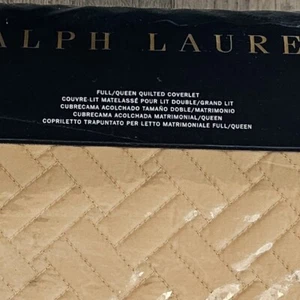 ALPH LAURE
FULL/QUEEN QUILTED COVERLET
COUVRE LIT MATELASSÉ POUR LIT DOUBLE/GRAND LIT
CUBRECAMA ACOLCHADO TAMAÑO DOBLE/MATRIMONIO
CUBRECAMA ACOLCHADA MATRIMONIAL/QUEEN
COPRILETTO TRAPUNTATO PER LETTO MATRIMONIALE FULL/QUEEN